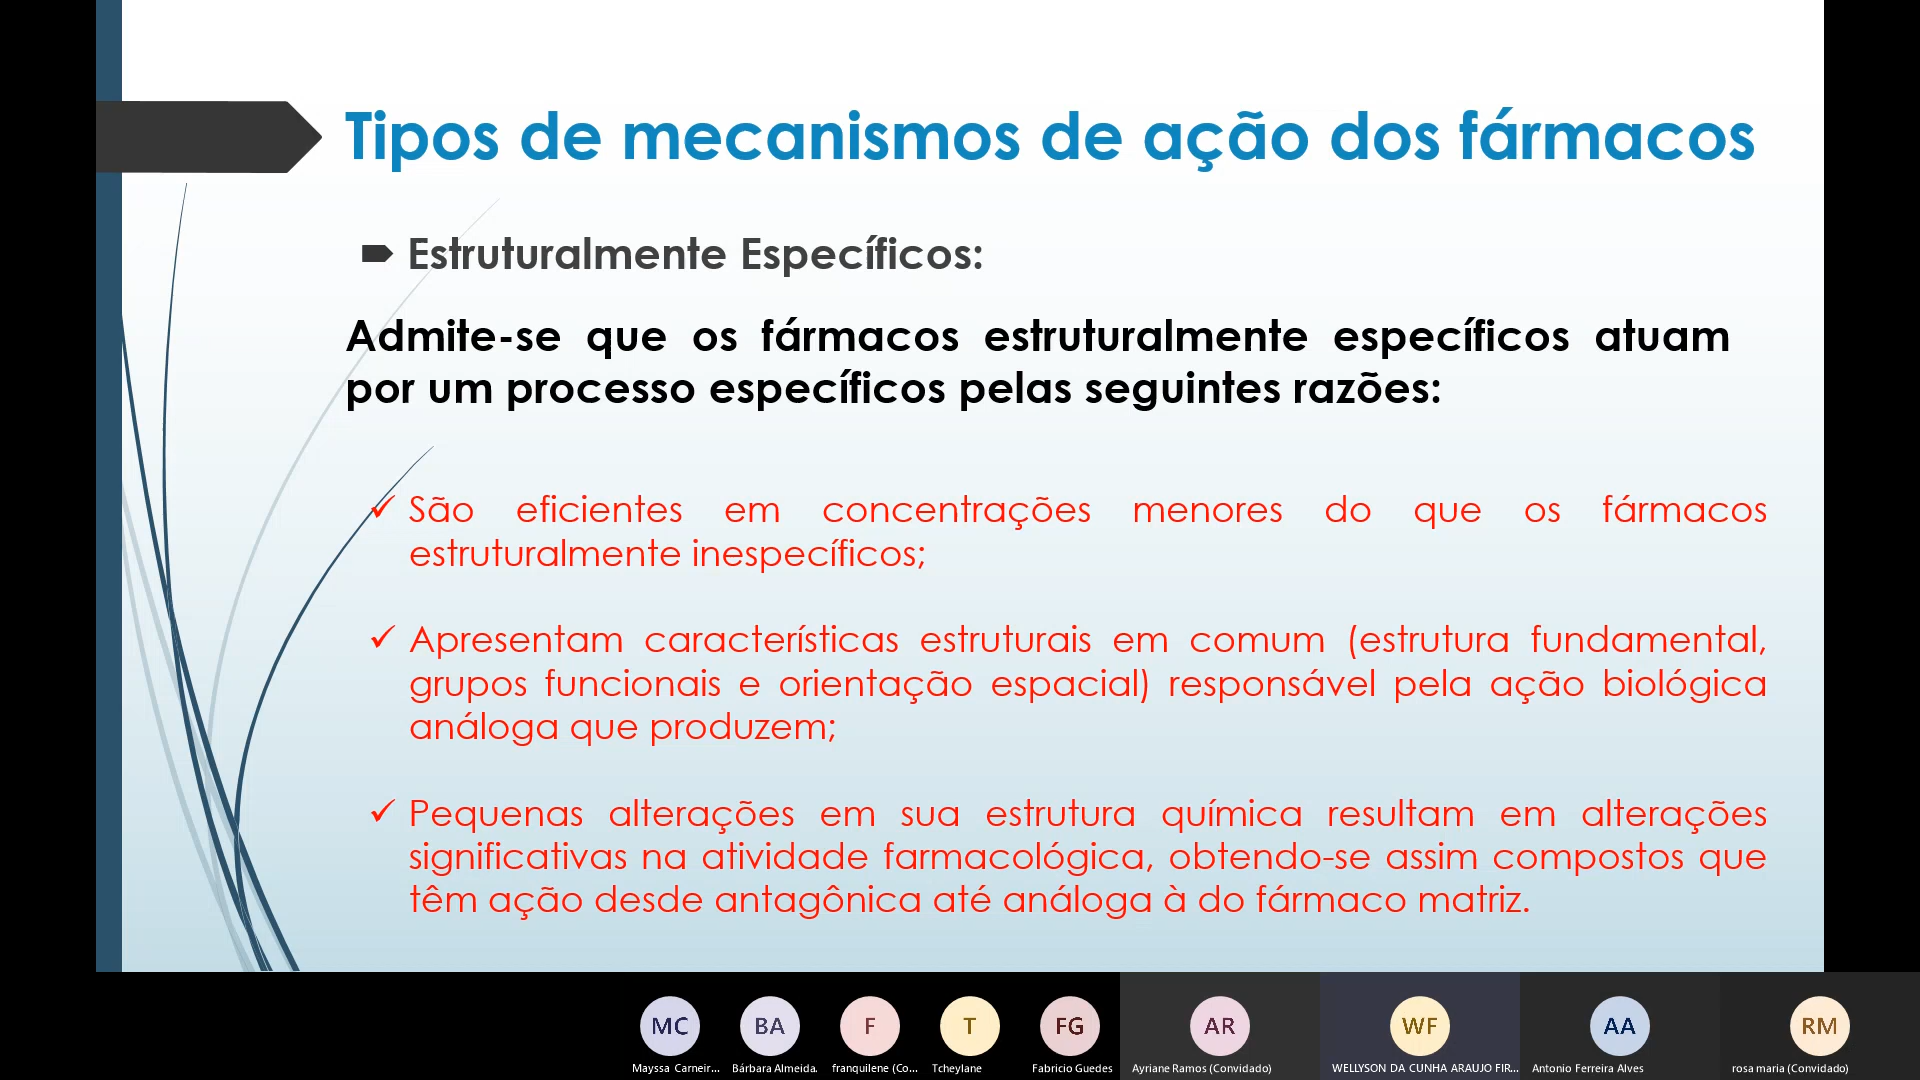 Tipos de mecanismos de ação dos fármacos
Estruturalmente Específicos:
Admite-se que os fármacos estruturalmente específicos atuam
por um processo específicos pelas seguintes razões:
São eficientes em concentrações menores do que os fármacos
estruturalmente inespecíficos;
Apresentam características estruturais em comum (estrutura fundamental,
grupos funcionais e orientação espacial) responsável pela ação biológica
análoga que produzem;
Pequenas alterações em sua estrutura química resultam em alterações
significativas na atividade farmacológica, obtendo-se assim compostos que
têm ação desde antagônica até análoga à do fármaco matriz.
MC BA F T FG AR WF AA RM
Mayssa Carneir... Bárbara Almeida. franquilene (Co... Tcheylane Fabricio Guedes Ayriane Ramos (Convidado) WELLYSON DA CUNHA ARAUJO FIR... Antonio Ferreira Alves rosa maria (Convidado)